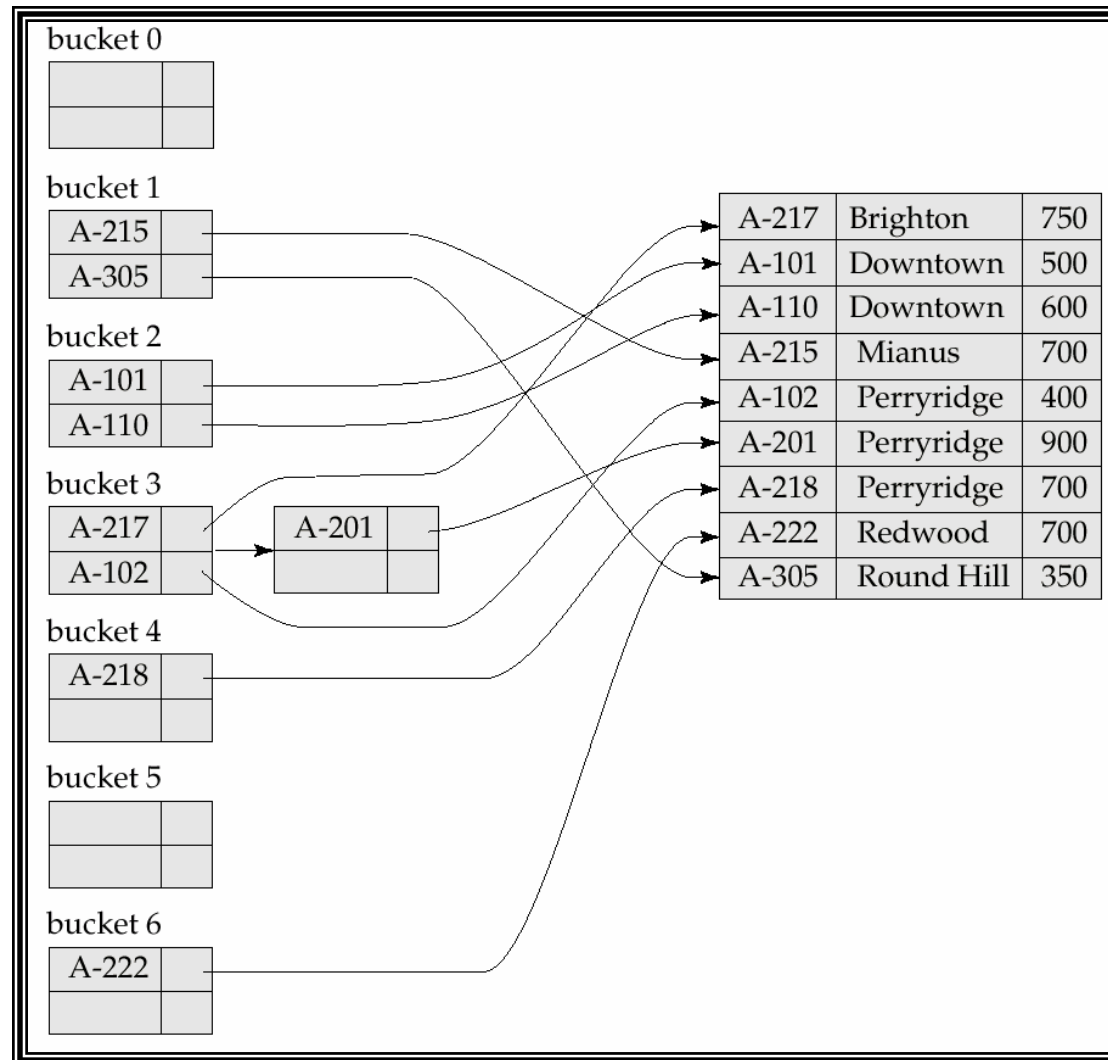 bucket 0
bucket 1
A-215
A-305
bucket 2
A-101
A-110
bucket 3
A-217
A-102
A-201
bucket 4
A-218
bucket 5
bucket 6
A-222
A-217 Brighton 750
A-101 Downtown 500
A-110 Downtown 600
A-215 Mianus 700
A-102 Perryridge 400
A-201 Perryridge 900
A-218 Perryridge 700
A-222 Redwood 700
A-305 Round Hill 350